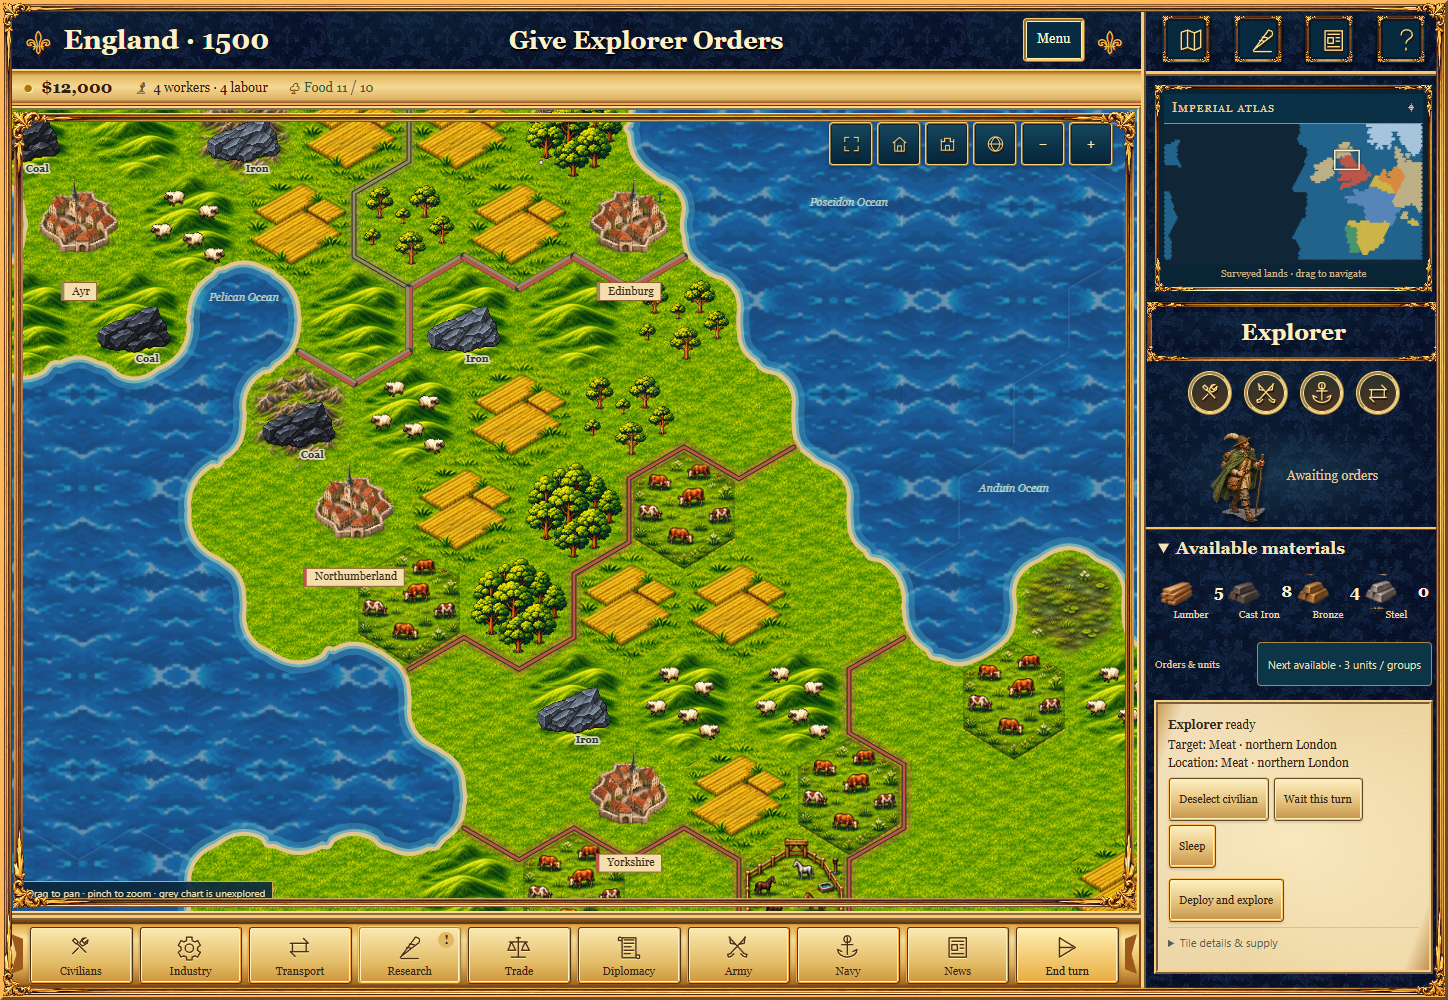 England · 1500
Give Explorer Orders
Menu
$12,000
4 workers · 4 labour
Food 11 / 10
Coal
Iron
Poseidon Ocean
Ayr
Pelican Ocean
Edinburg
Coal
Iron
Coal
Anduin Ocean
Northumberland
Iron
Yorkshire
Drag to pan · pinch to zoom · grey chart is unexplored
Civilians
Industry
Transport
Research
!
Trade
Diplomacy
Army
Navy
News
End turn
?
IMPERIAL ATLAS
Surveyed lands · drag to navigate
Explorer
Awaiting orders
▼ Available materials
5 8 4 0
Lumber Cast Iron Bronze Steel
Orders & units
Next available · 3 units / groups
Explorer ready
Target: Meat · northern London
Location: Meat · northern London
Deselect civilian
Wait this turn
Sleep
Deploy and explore
▶ Tile details & supply